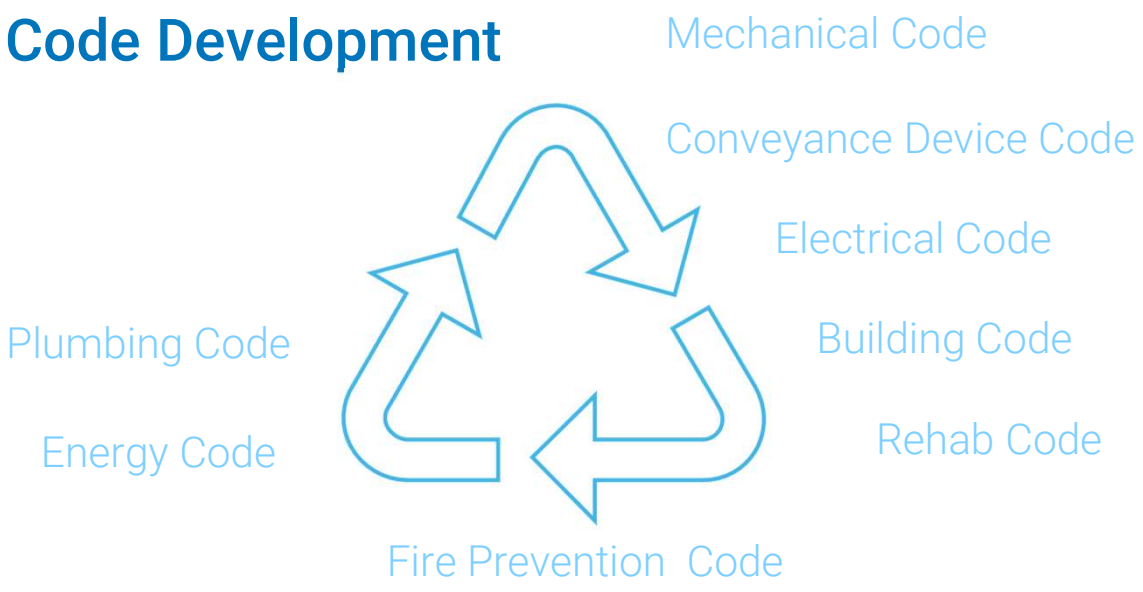 Code Development
Mechanical Code
Conveyance Device Code
Electrical Code
Building Code
Rehab Code
Fire Prevention  Code
Energy Code
Plumbing Code